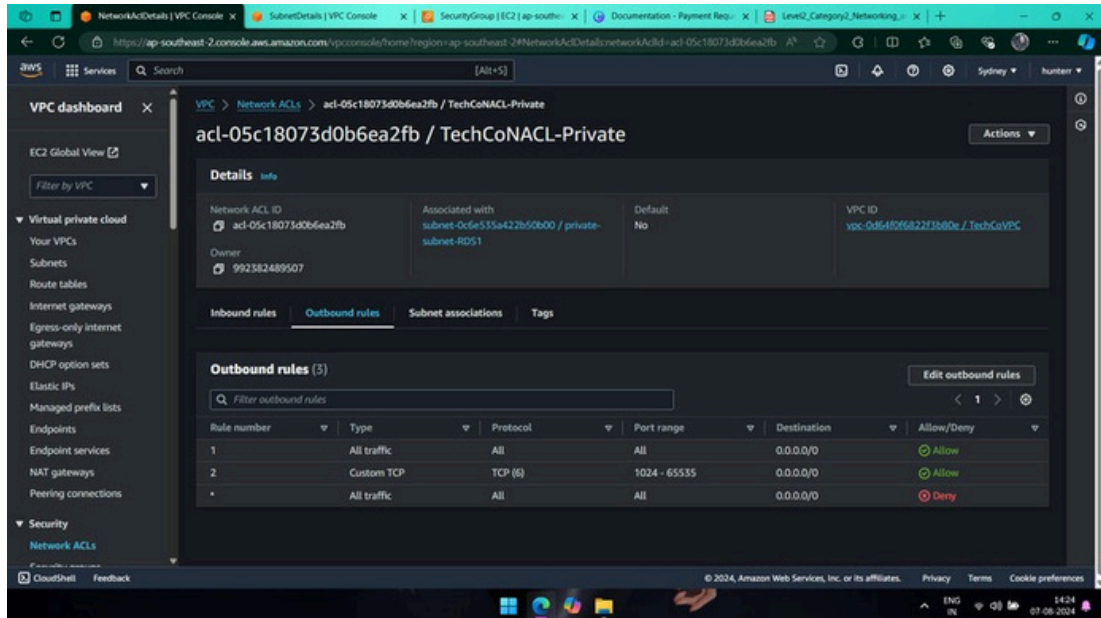 NetworkAclDetails | VPC Console
SubnetDetails | VPC Console
SecurityGroup | EC2 | ap-southe
Documentation - Payment Requ
Level2_Category2_Networking_
https://ap-southeast-2.console.aws.amazon.com/vpcconsole/home?region=ap-southeast-2#NetworkAclDetails:networkAclId=acl-05c18073d0b6ea2fb
aws
Services
Search
[Alt+S]
Sydney
hunterr
VPC dashboard
EC2 Global View
Filter by VPC
Virtual private cloud
Your VPCs
Subnets
Route tables
Internet gateways
Egress-only internet
gateways
DHCP option sets
Elastic IPs
Managed prefix lists
Endpoints
Endpoint services
NAT gateways
Peering connections
Security
Network ACLs
VPC > Network ACLs > acl-05c18073d0b6ea2fb / TechCoNACL-Private
acl-05c18073d0b6ea2fb / TechCoNACL-Private
Actions
Details Info
Network ACL ID
acl-05c18073d0b6ea2fb
Owner
992382489507
Associated with
subnet-0c6e535a422b50b00 / private-
subnet-RDS1
Default
No
VPC ID
vpc-0d64f0f6822f3b80e / TechCoVPC
Inbound rules Outbound rules Subnet associations Tags
Outbound rules (3)
Edit outbound rules
Filter outbound rules
1
Rule number Type Protocol Port range Destination Allow/Deny
1 All traffic All All 0.0.0.0/0 Allow
2 Custom TCP TCP (6) 1024 - 65535 0.0.0.0/0 Allow
* All traffic All All 0.0.0.0/0 Deny
CloudShell Feedback © 2024, Amazon Web Services, Inc. or its affiliates. Privacy Terms Cookie preferences
ENG
IN
14:24
07-08-2024